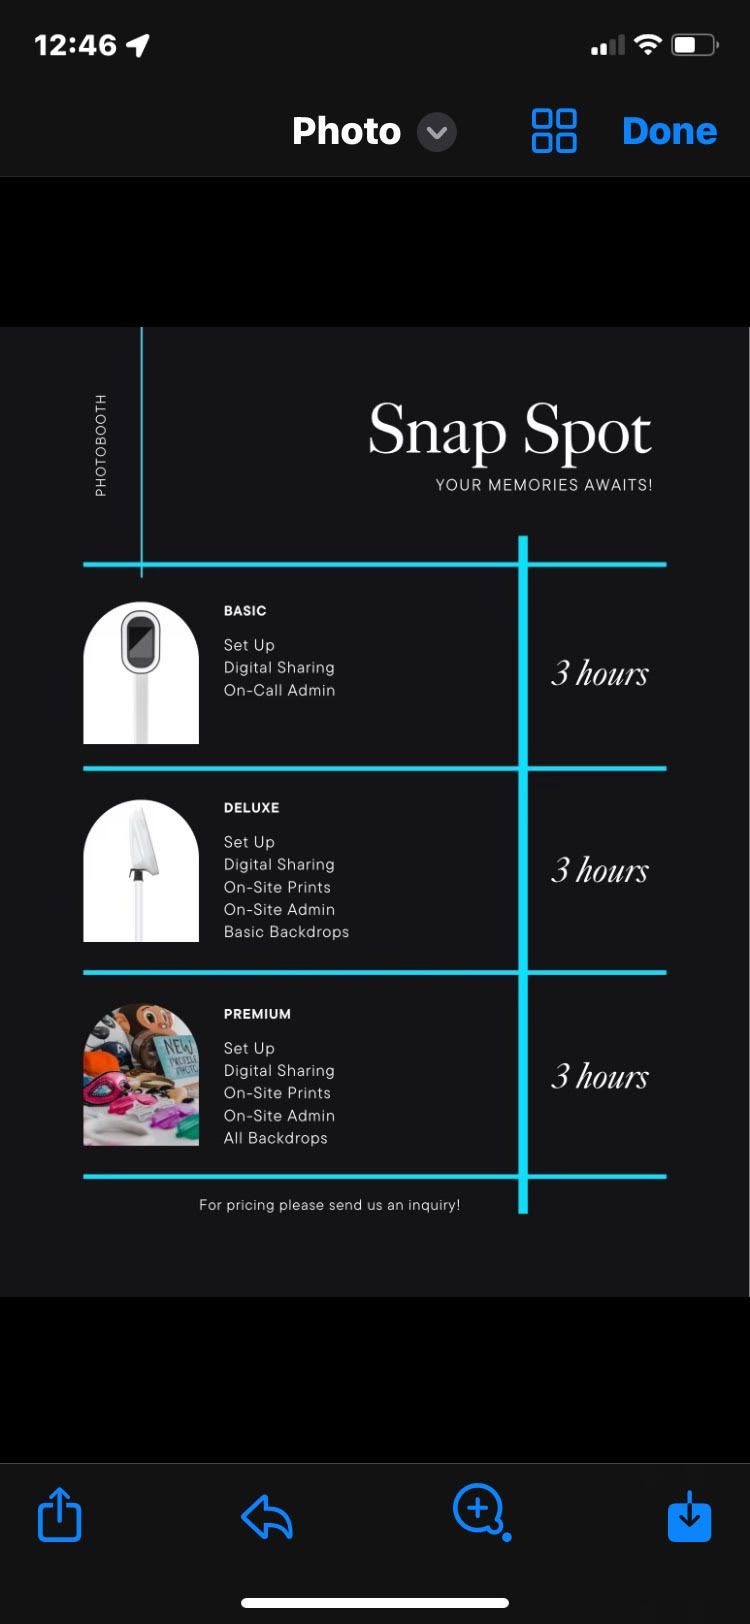 12:46
Photo
Done
PHOTOBOOTH
Snap Spot
YOUR MEMORIES AWAITS!
BASIC
Set Up
Digital Sharing
On-Call Admin
3 hours
DELUXE
Set Up
Digital Sharing
On-Site Prints
On-Site Admin
Basic Backdrops
3 hours
NEW
PROFILE
PHOTO
PREMIUM
Set Up
Digital Sharing
On-Site Prints
On-Site Admin
All Backdrops
3 hours
For pricing please send us an inquiry!